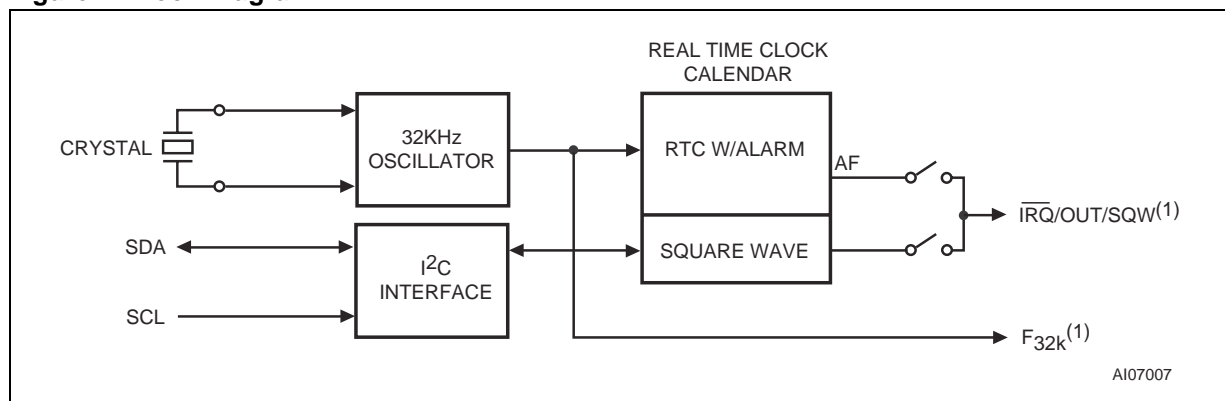 REAL TIME CLOCK
CALENDAR
CRYSTAL
32KHz
OSCILLATOR
RTC W/ALARM
AF
IRQ/OUT/SQW(1)
SDA
I2C
INTERFACE
SQUARE WAVE
SCL
F32k(1)
AI07007